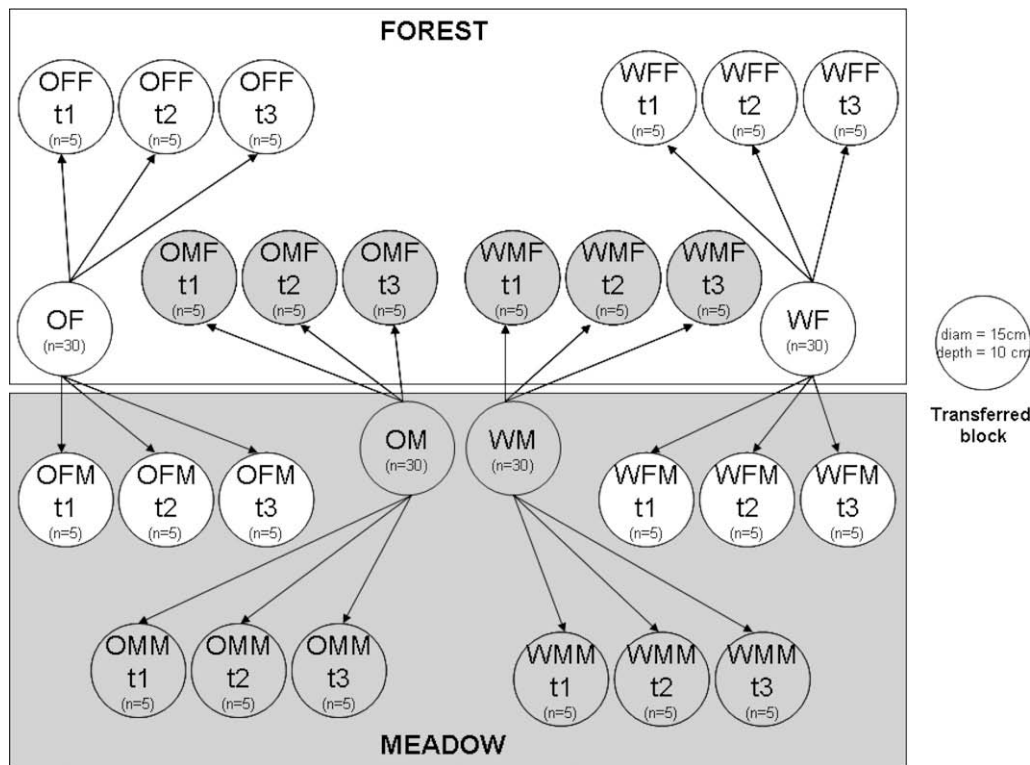 FOREST
OFF
t1
(n=5)
OFF
t2
(n=5)
OFF
t3
(n=5)
WFF
t1
(n=5)
WFF
t2
(n=5)
WFF
t3
(n=5)
OMF
t1
(n=5)
OMF
t2
(n=5)
OMF
t3
(n=5)
WMF
t1
(n=5)
WMF
t2
(n=5)
WMF
t3
(n=5)
OF
(n=30)
WF
(n=30)
diam = 15cm
depth = 10 cm
Transferred
block
OM
(n=30)
WM
(n=30)
OFM
t1
(n=5)
OFM
t2
(n=5)
OFM
t3
(n=5)
WFM
t1
(n=5)
WFM
t2
(n=5)
WFM
t3
(n=5)
OMM
t1
(n=5)
OMM
t2
(n=5)
OMM
t3
(n=5)
WMM
t1
(n=5)
WMM
t2
(n=5)
WMM
t3
(n=5)
MEADOW